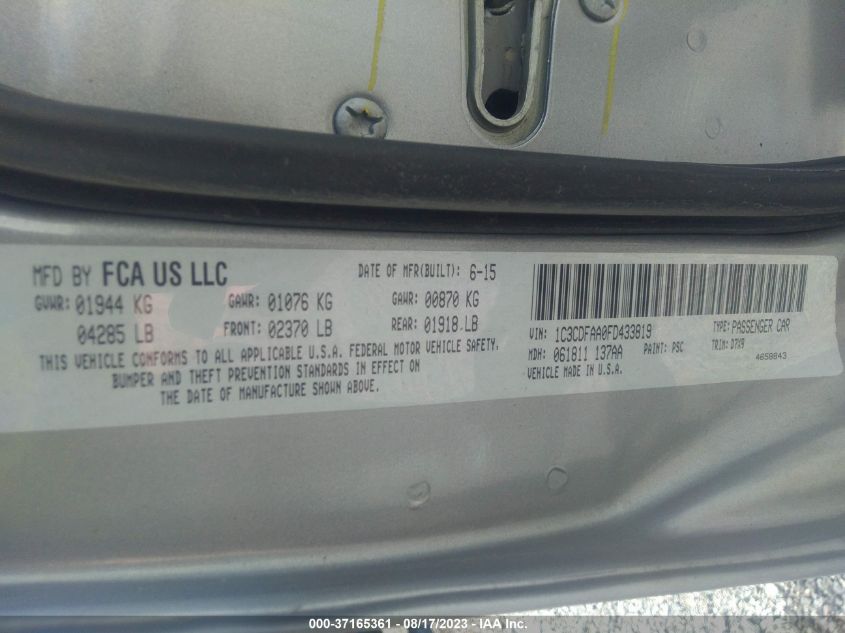 MFD BY FCA US LLC DATE OF MFR(BUILT): 6-15
GVWR: 01944 KG GAWR: 01076 KG GAWR: 00870 KG
04285 LB FRONT: 02370 LB REAR: 01918 LB
THIS VEHICLE CONFORMS TO ALL APPLICABLE U.S.A. FEDERAL MOTOR VEHICLE SAFETY,
BUMPER AND THEFT PREVENTION STANDARDS IN EFFECT ON
THE DATE OF MANUFACTURE SHOWN ABOVE.
VIN: 1C3CDFAA0FD433819 TYPE: PASSENGER CAR
MDH: 061811 137AA PAINT: PSC TRIM: D7X9
VEHICLE MADE IN U.S.A. 4658843
000-37165361 - 08/17/2023 - © IAA, Inc.